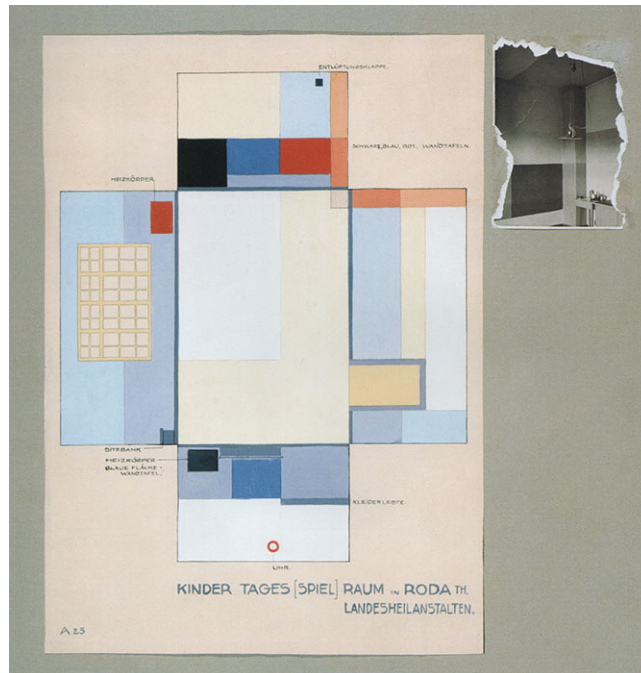 ENTLÜFTUNGSKLAPPE.
SCHWARZ, BLAU, ROT, WANDTAFELN.
HEIZKÖRPER
SITZBANK
HEIZKÖRPER
BLAUE FLÄCHE -
WANDTAFEL.
KLEIDERLEISTE.
UHR.
KINDER TAGES [SPIEL] RAUM IN RODA TH.
LANDESHEILANSTALTEN.
A 25